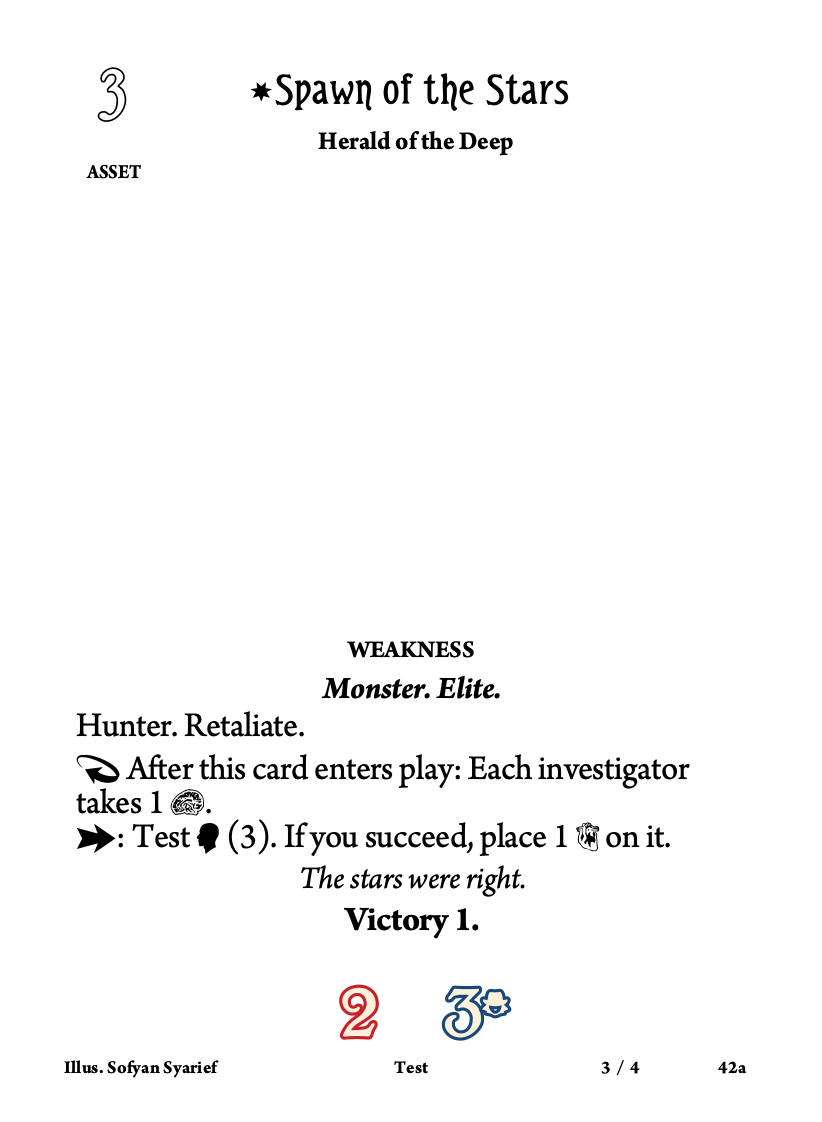 3
Spawn of the Stars
Herald of the Deep
ASSET
WEAKNESS
Monster. Elite.
Hunter. Retaliate.
After this card enters play: Each investigator
takes 1 .
: Test (3). If you succeed, place 1 on it.
The stars were right.
Victory 1.
2 3
Illus. Sofyan Syarief Test 3 / 4 42a